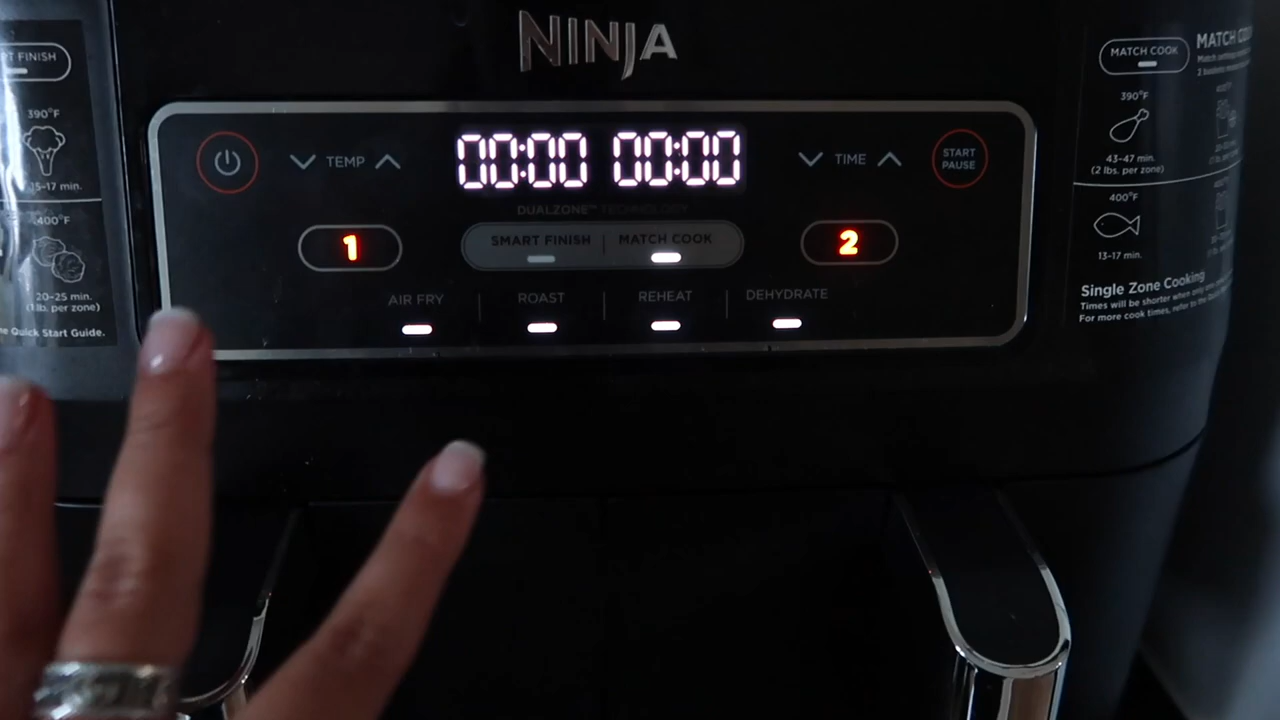 NINJA
RT FINISH
390°F
15-17 min.
400°F
20-25 min.
(1 lb. per zone)
Quick Start Guide.
TEMP
00:00 00:00
TIME
START
PAUSE
DUALZONE™ TECHNOLOGY
1
SMART FINISH
MATCH COOK
2
AIR FRY
ROAST
REHEAT
DEHYDRATE
MATCH COOK
MATCH CO
390°F
43-47 min.
(2 lbs. per zone)
400°F
13-17 min.
Single Zone Cooking
Times will be shorter when only
For more cook times, refer to the